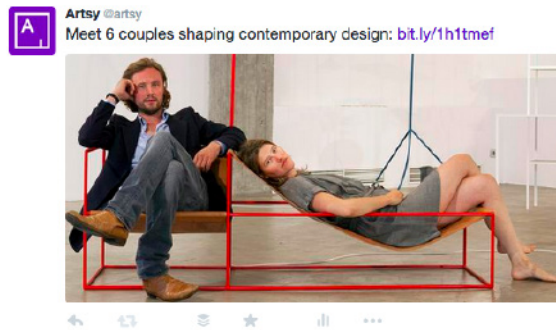 A
Artsy @artsy
Meet 6 couples shaping contemporary design: bit.ly/1h1tmef